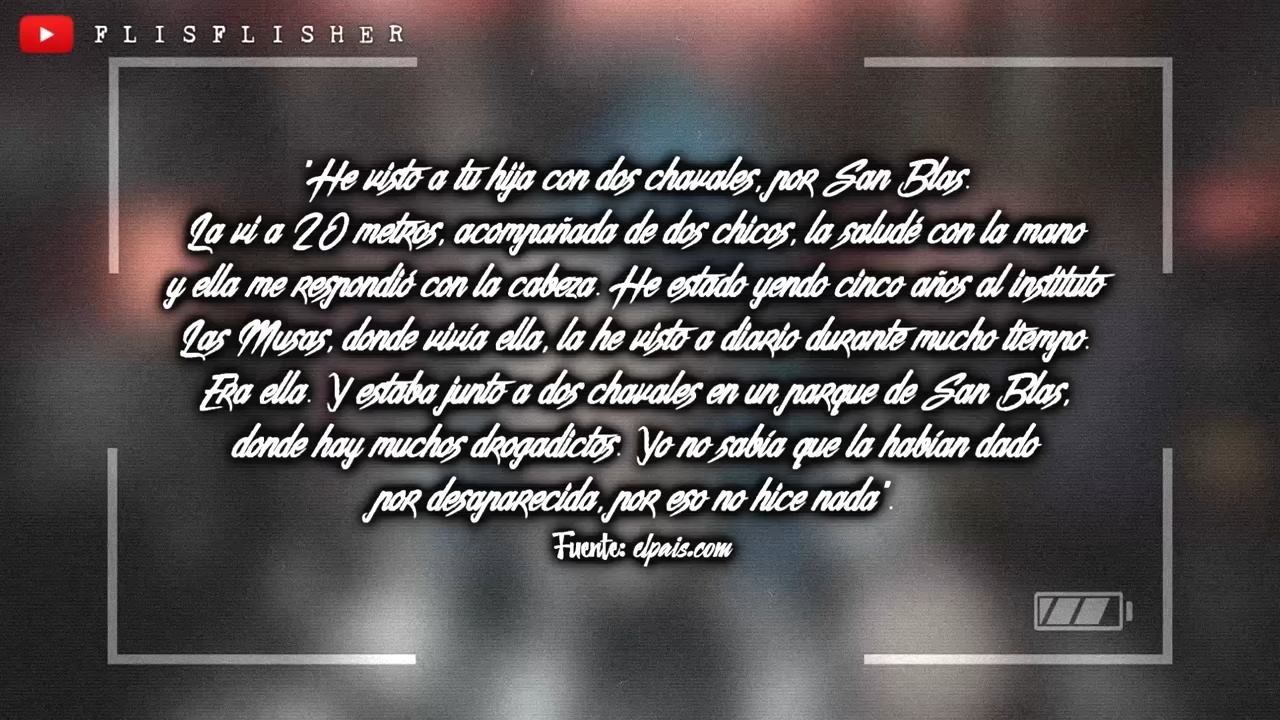 FLISFLISHER
"He visto a tu hija con dos chavales, por San Blas.
La vi a 20 metros, acompañada de dos chicos, la saludé con la mano
y ella me respondió con la cabeza. He estado yendo cinco años al instituto
Las Musas, donde vivía ella, la he visto a diario durante mucho tiempo.
Era ella. Y estaba junto a dos chavales en un parque de San Blas,
donde hay muchos drogadictos. Yo no sabía que la habían dado
por desaparecida, por eso no hice nada".
Fuente: elpais.com